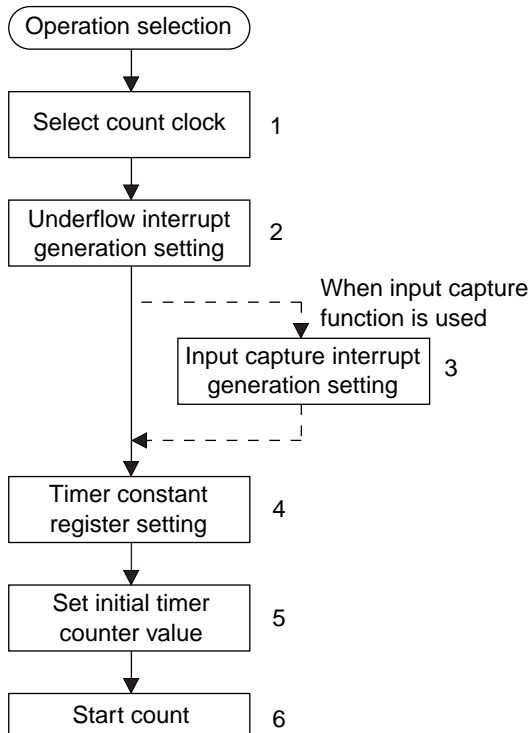 Operation selection
Select count clock
1
Underflow interrupt
generation setting
2
When input capture
function is used
Input capture interrupt
generation setting
3
Timer constant
register setting
4
Set initial timer
counter value
5
Start count
6